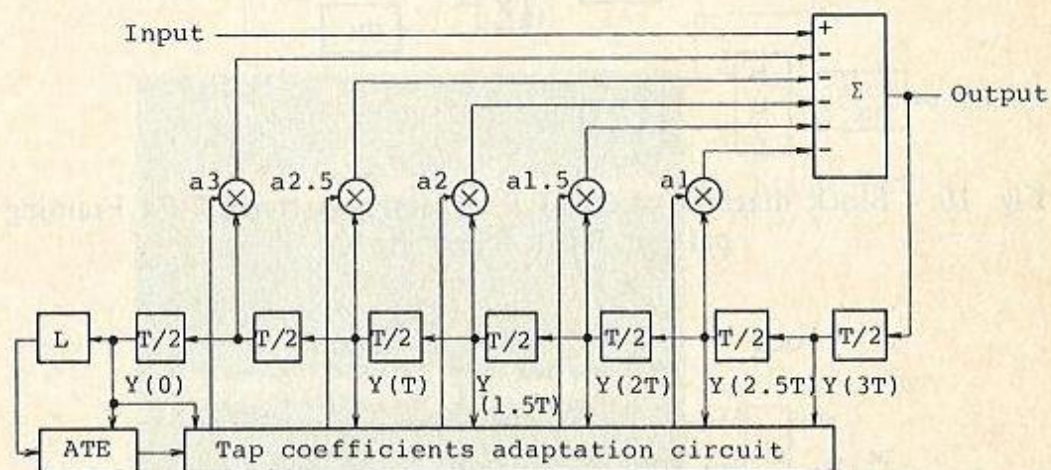 Input
+
-
-
-
-
-
Σ
Output
a3
a2.5
a2
a1.5
a1
×
×
×
×
×
L
T/2
T/2
T/2
T/2
T/2
T/2
T/2
Y(0)
Y(T)
Y
(1.5T)
Y(2T)
Y(2.5T)
Y(3T)
ATE
Tap coefficients adaptation circuit